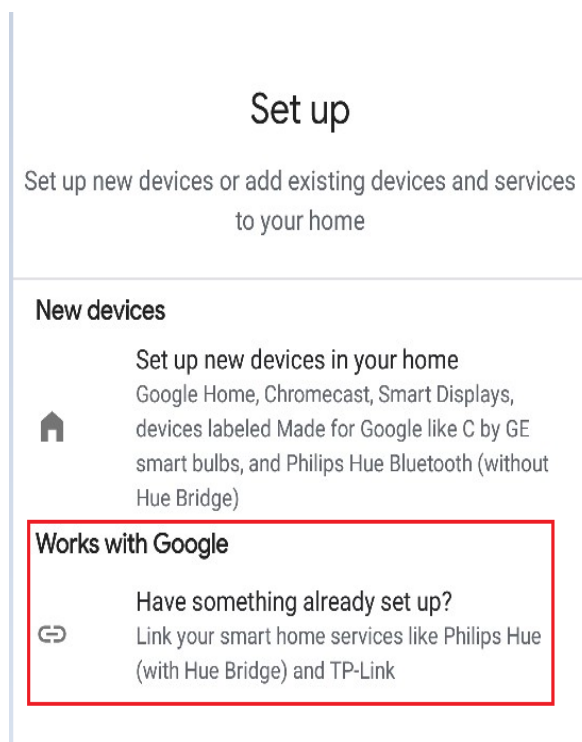 Set up
Set up new devices or add existing devices and services
to your home
New devices
Set up new devices in your home
Google Home, Chromecast, Smart Displays,
devices labeled Made for Google like C by GE
smart bulbs, and Philips Hue Bluetooth (without
Hue Bridge)
Works with Google
Have something already set up?
Link your smart home services like Philips Hue
(with Hue Bridge) and TP-Link